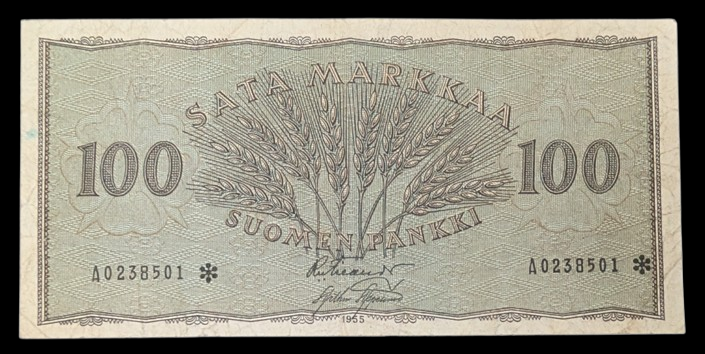 SATA MARKKAA
100 100
SUOMEN PANKKI
A0238501 * A0238501 *
1955